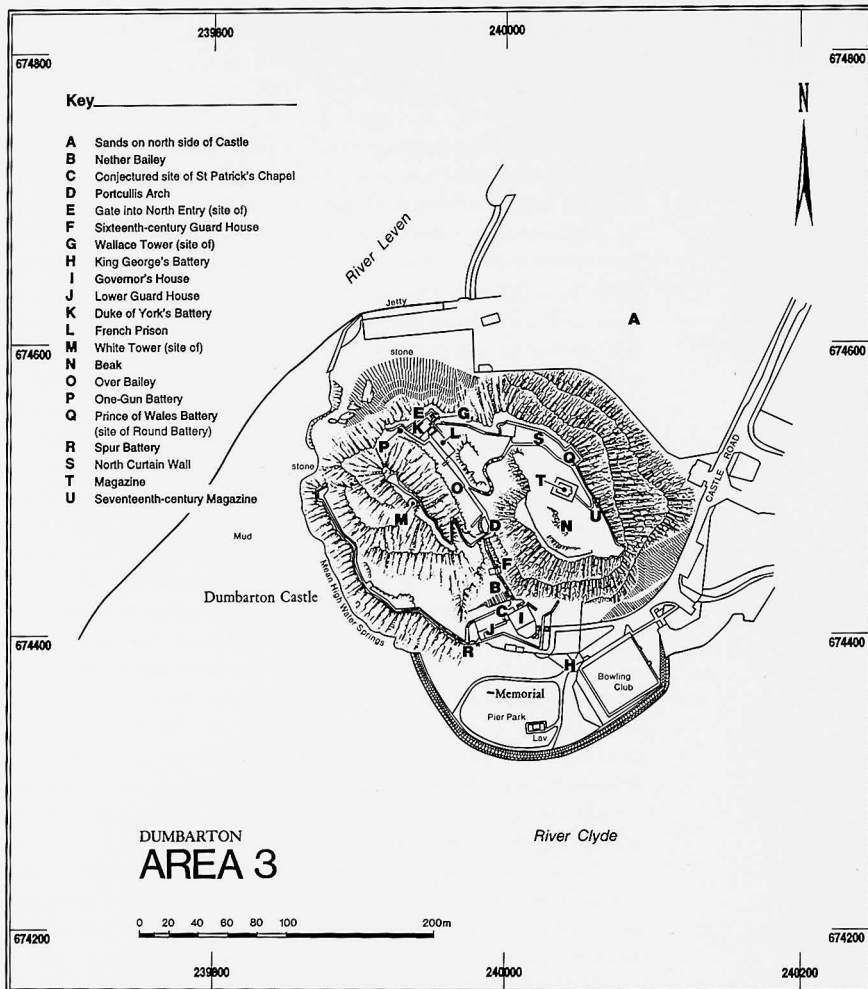 239800
240000
674800
674800
Key
N
A Sands on north side of Castle
B Nether Bailey
C Conjectured site of St Patrick's Chapel
D Portcullis Arch
E Gate into North Entry (site of)
F Sixteenth-century Guard House
G Wallace Tower (site of)
H King George's Battery
I Governor's House
J Lower Guard House
K Duke of York's Battery
L French Prison
M White Tower (site of)
N Beak
O Over Bailey
P One-Gun Battery
Q Prince of Wales Battery
(site of Round Battery)
R Spur Battery
S North Curtain Wall
T Magazine
U Seventeenth-century Magazine
River Leven
Jetty
A
674600
674600
stone
E
G
K
L
S
P
Q
CASTLE ROAD
stone
T
O
M
D
N
U
Mud
F
Mean High Water Springs
B
Dumbarton Castle
C
I
J
674400
674400
R
H
Bowling
Club
Memorial
Pier Park
Lav
DUMBARTON
AREA 3
River Clyde
0 20 40 60 80 100 200m
674200
674200
239800
240000
240200